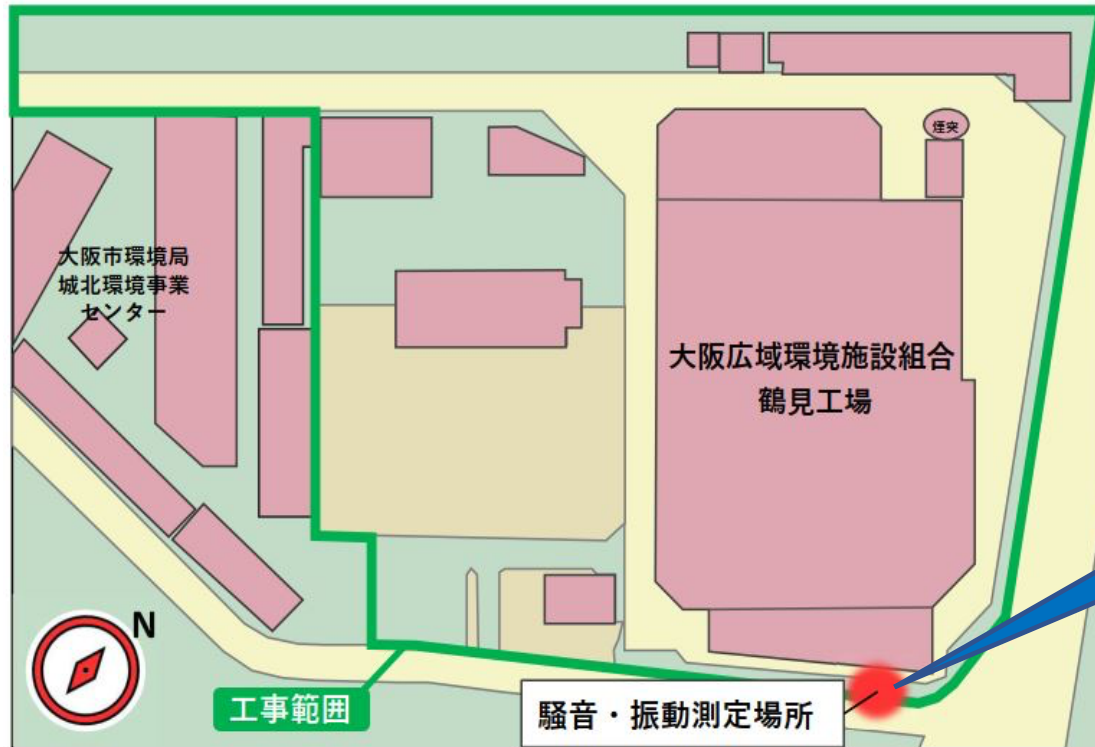 煙突
大阪市環境局
城北環境事業
センター
大阪広域環境施設組合
鶴見工場
N
工事範囲
騒音・振動測定場所